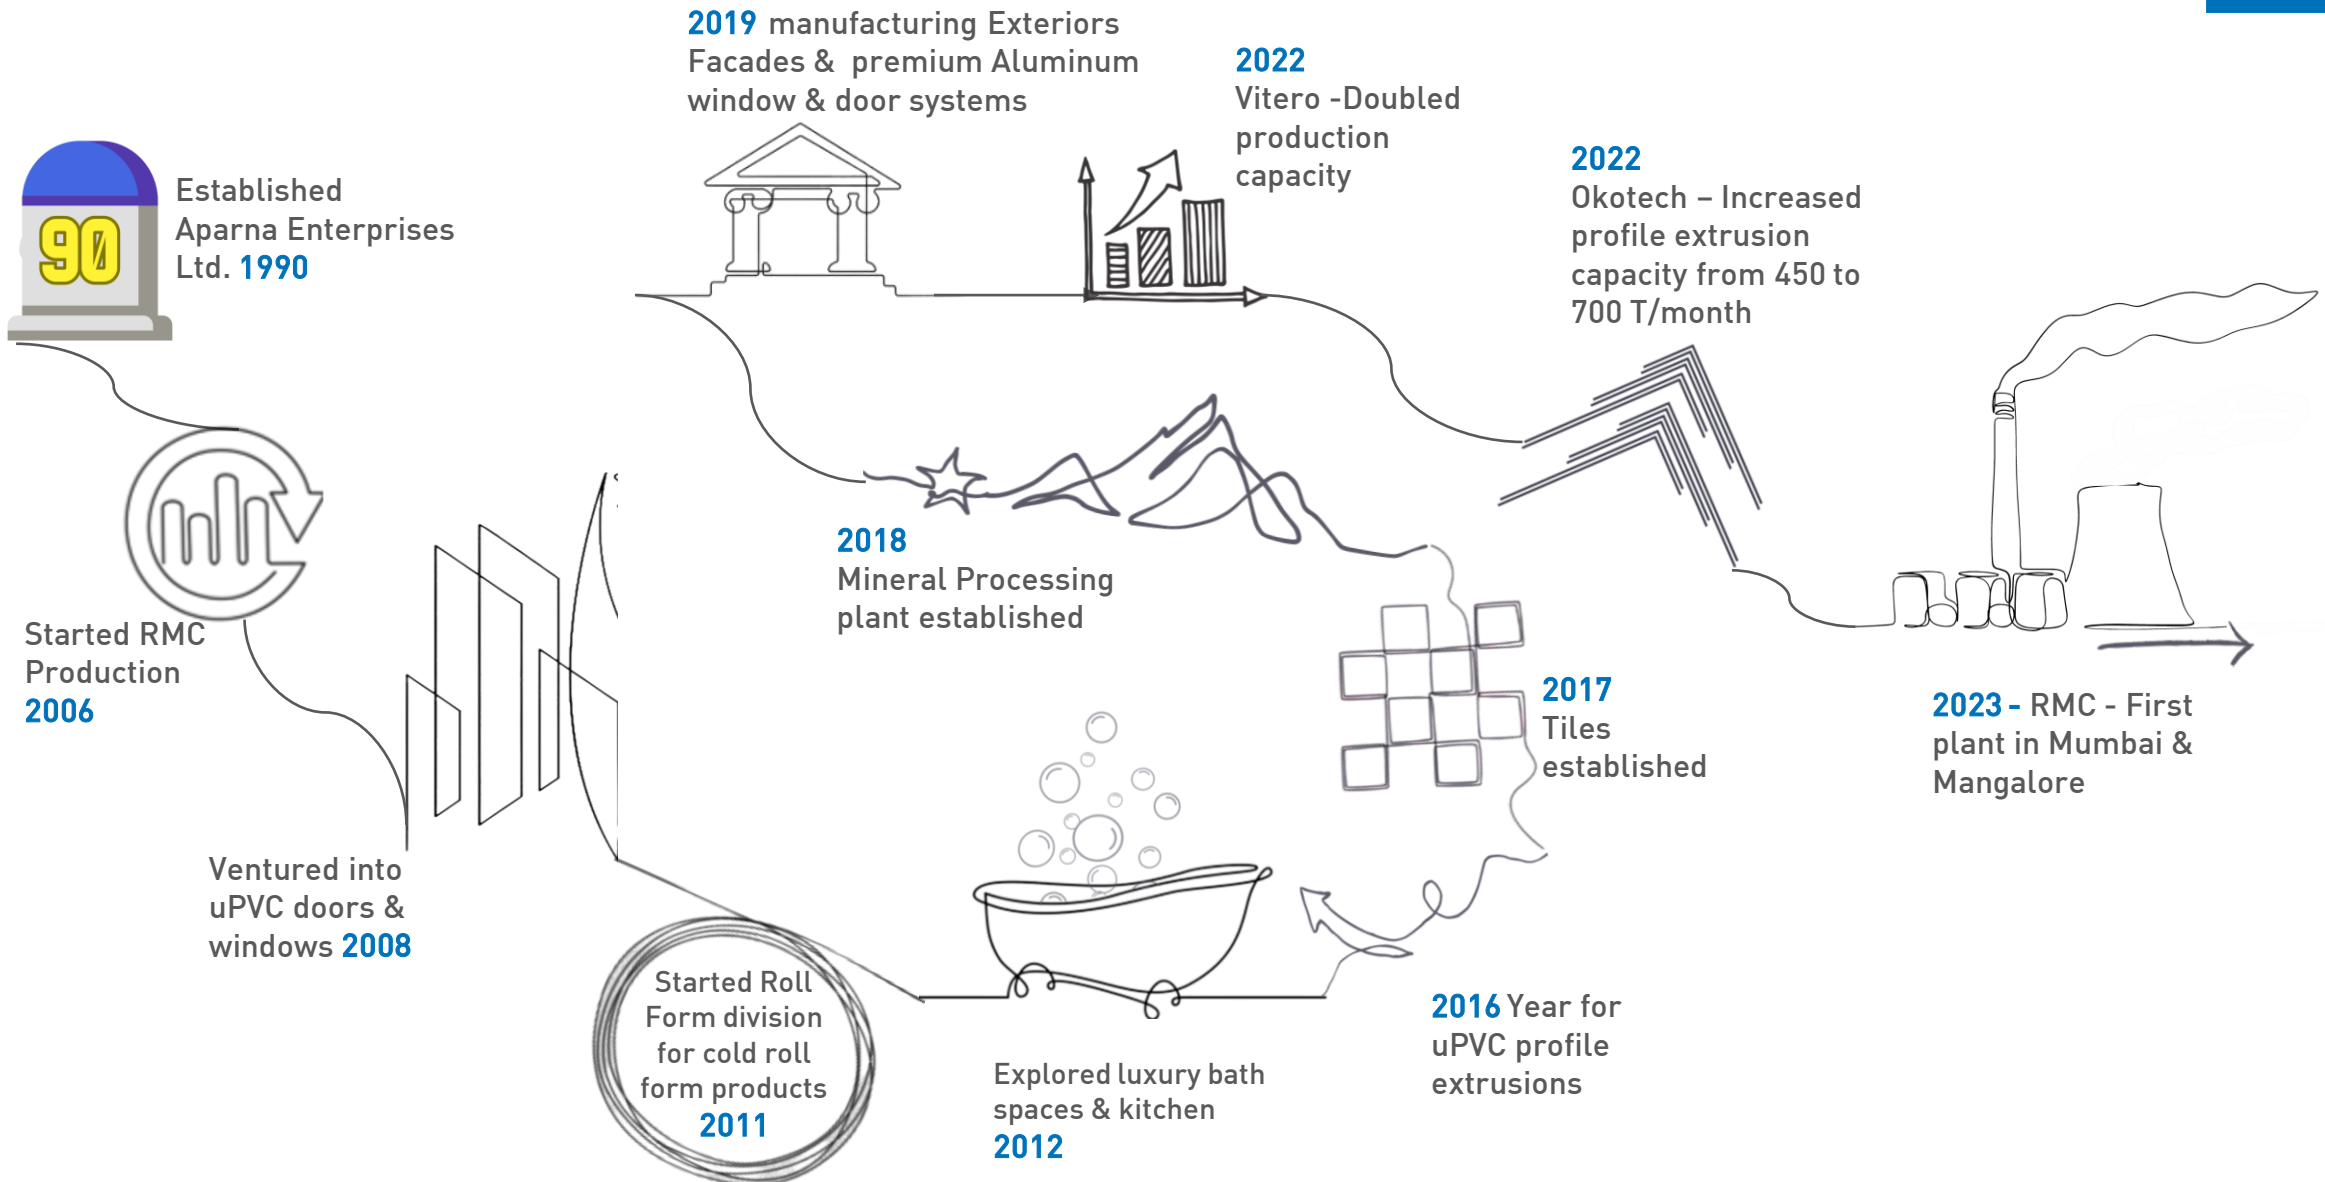 90
Established
Aparna Enterprises
Ltd. 1990
Started RMC
Production
2006
Ventured into
uPVC doors &
windows 2008
Started Roll
Form division
for cold roll
form products
2011
Explored luxury bath
spaces & kitchen
2012
2016 Year for
uPVC profile
extrusions
2017
Tiles
established
2018
Mineral Processing
plant established
2019 manufacturing Exteriors
Facades & premium Aluminum
window & door systems
2022
Vitero -Doubled
production
capacity
2022
Okotech – Increased
profile extrusion
capacity from 450 to
700 T/month
2023 - RMC - First
plant in Mumbai &
Mangalore